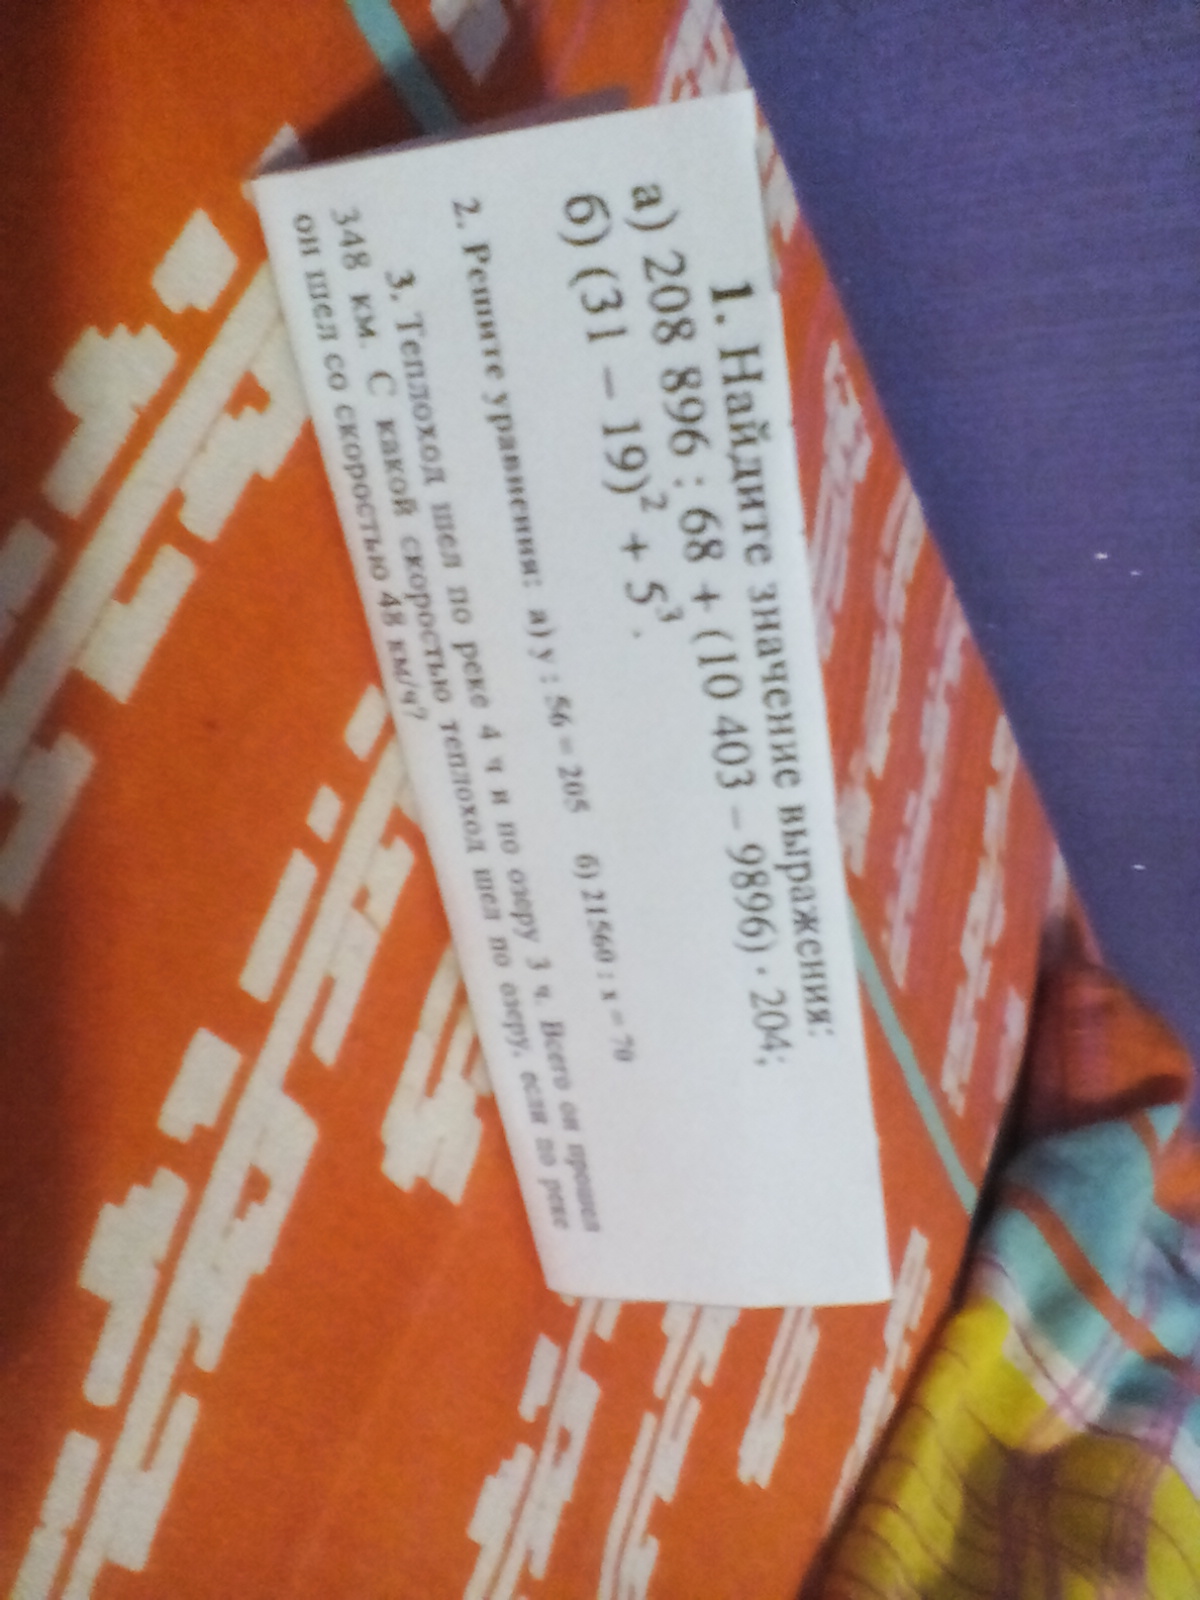 1. Найдите значение выражения:
а) 208 896 : 68 + (10 403 – 9896) · 204;
б) (31 – 19)² + 5³.
2. Решите уравнения: а) у : 56 = 205 б) 21560 : х = 70
3. Теплоход шел по реке 4 ч и по озеру 3 ч. Всего он прошел
348 км. С какой скоростью теплоход шел по озеру, если по реке
он шел со скоростью 48 км/ч?